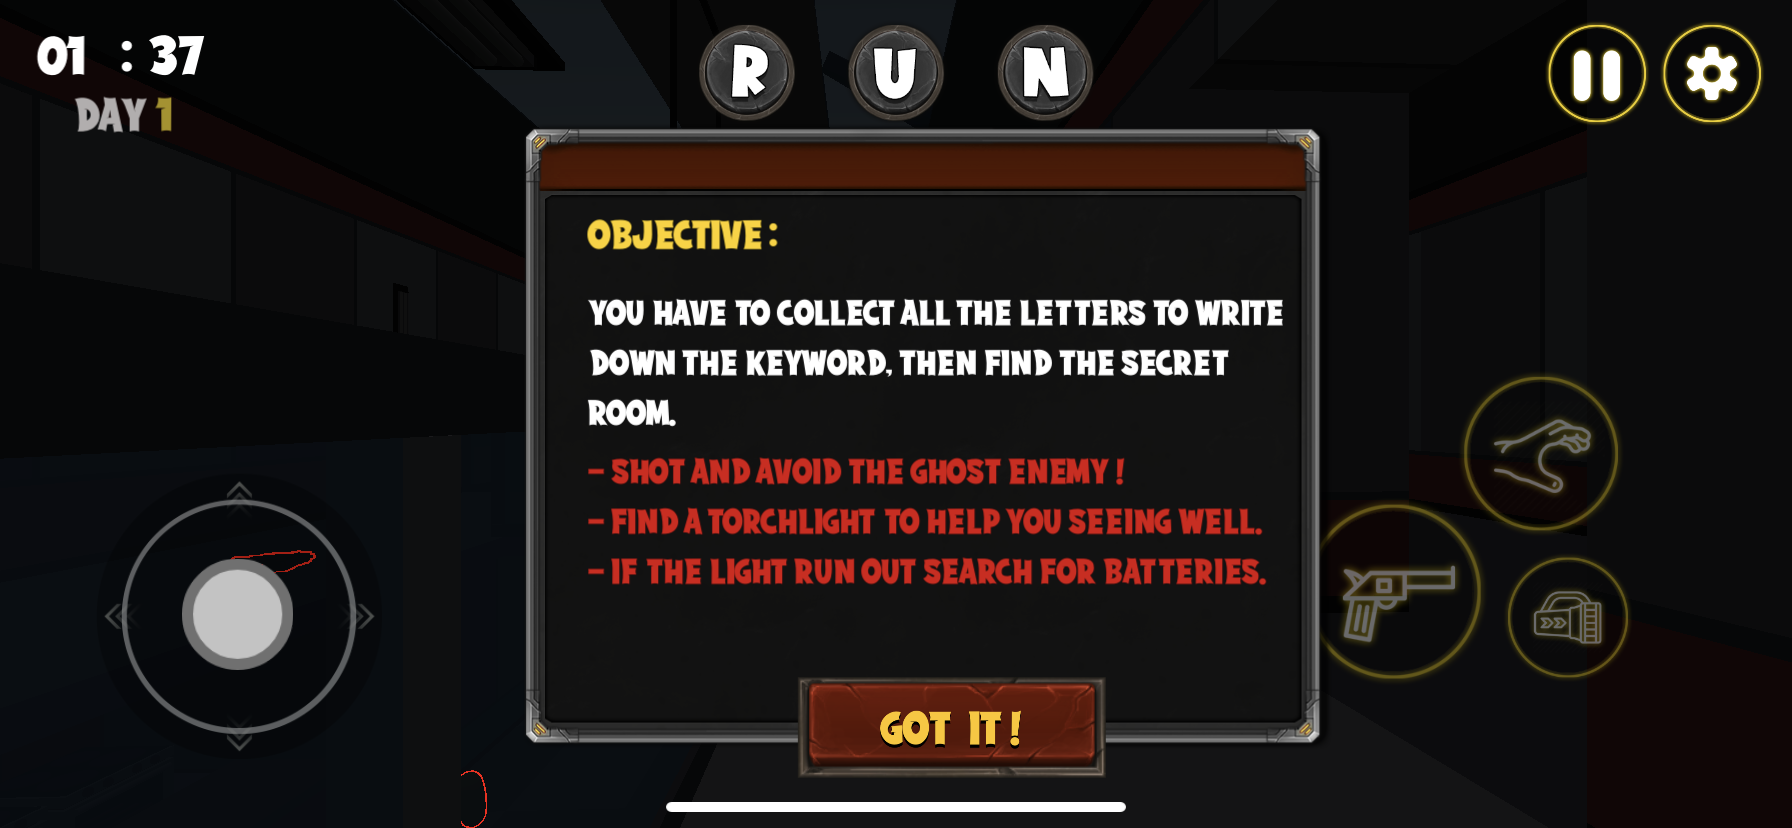 01 : 37
DAY 1
R U N
OBJECTIVE :
YOU HAVE TO COLLECT ALL THE LETTERS TO WRITE
DOWN THE KEYWORD, THEN FIND THE SECRET
ROOM.
- SHOT AND AVOID THE GHOST ENEMY !
- FIND A TORCHLIGHT TO HELP YOU SEEING WELL.
- IF THE LIGHT RUN OUT SEARCH FOR BATTERIES.
GOT IT !